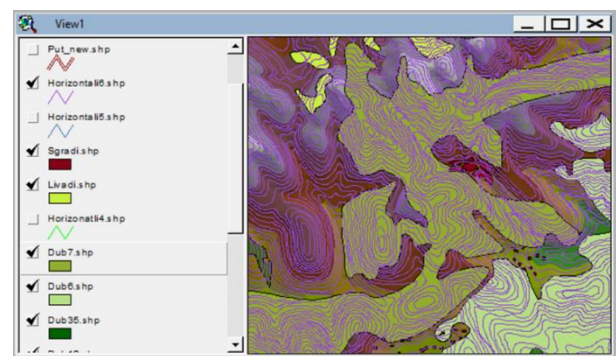 View1
Put_new.shp
Horizontali6.shp
Horizontali5.shp
Sgradi.shp
Livadi.shp
Horizonatli4.shp
Dub7.shp
Dub6.shp
Dub35.shp